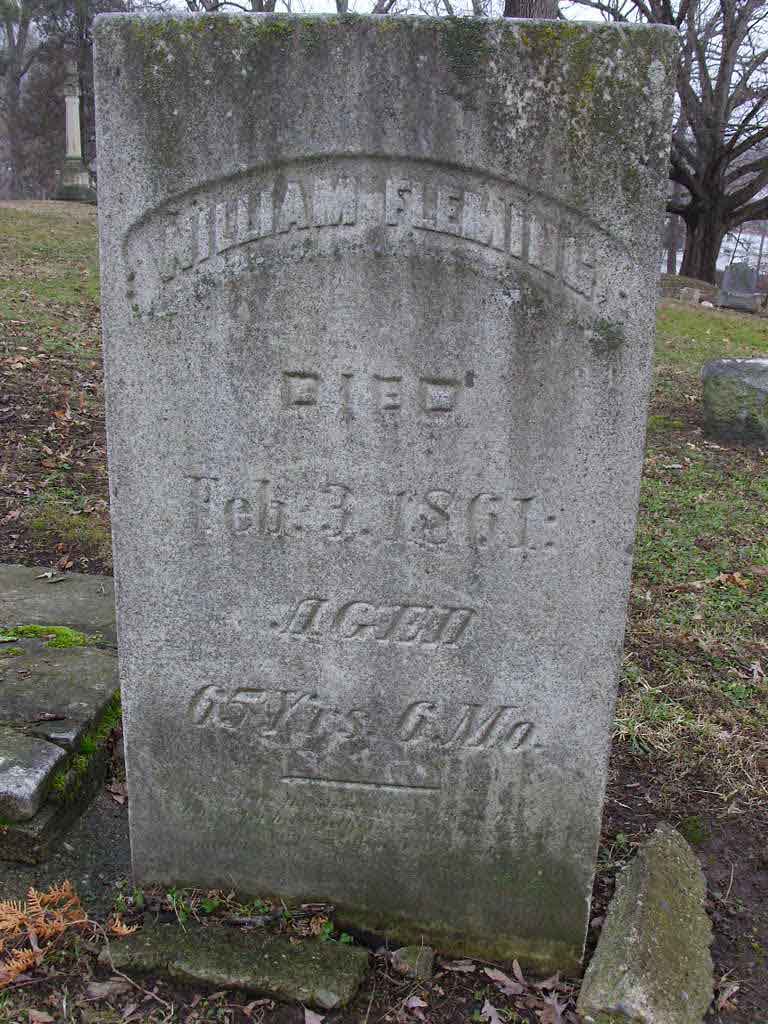 WILLIAM FLEMING.
DIED
Feb. 3. 1861:
AGED
65 Yrs. 6 Mo.